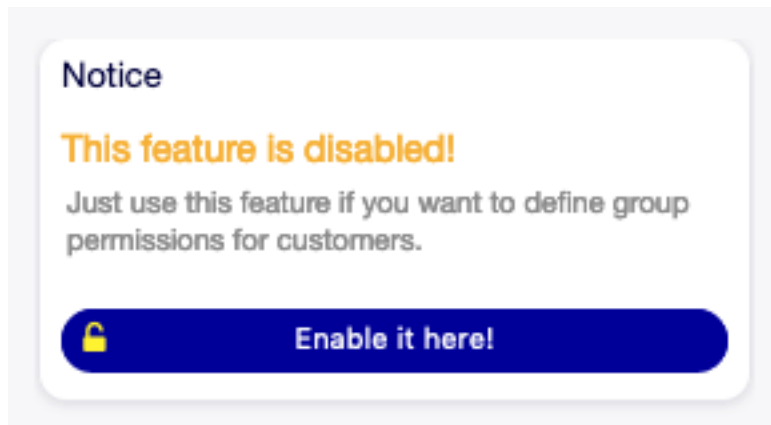 Notice
This feature is disabled!
Just use this feature if you want to define group
permissions for customers.
Enable it here!